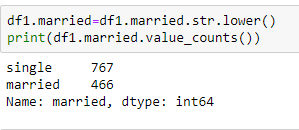 df1.married=df1.married.str.lower()
print(df1.married.value_counts())
single     767
married    466
Name: married, dtype: int64